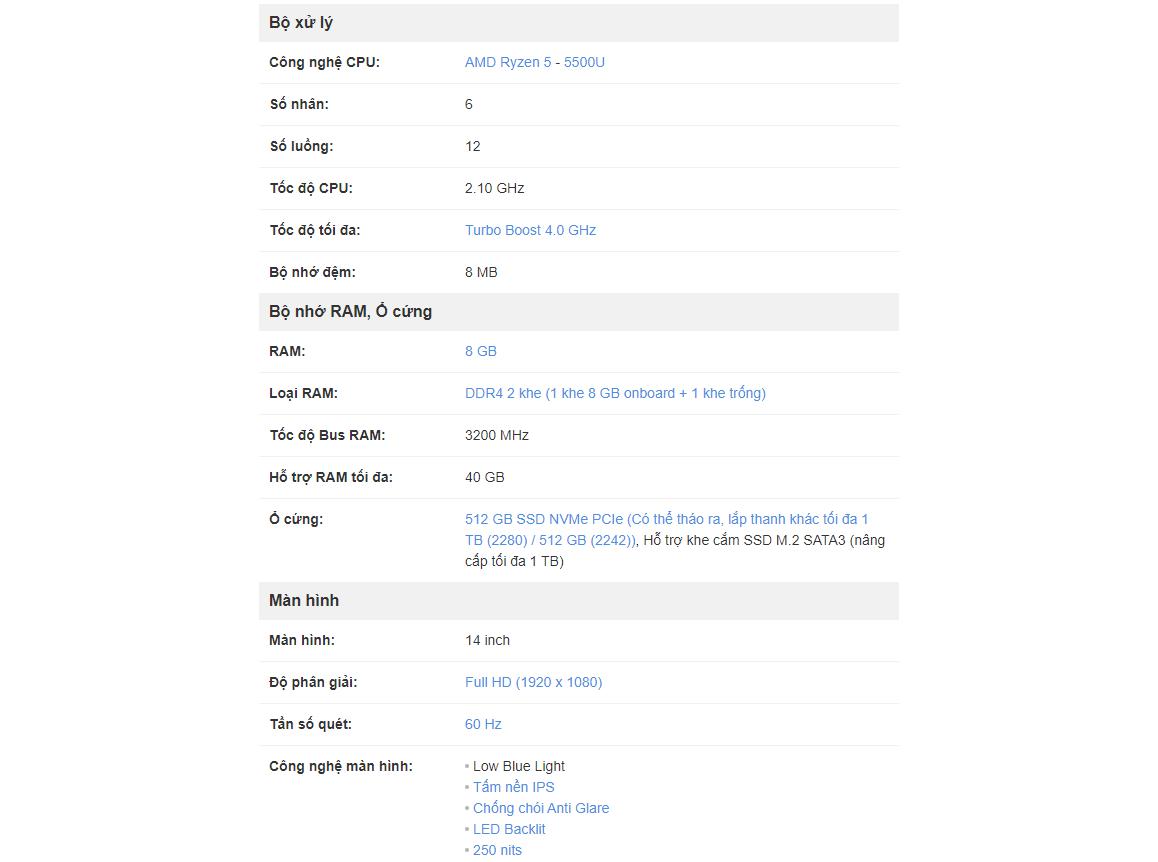 Bộ xử lý
Công nghệ CPU: AMD Ryzen 5 - 5500U
Số nhân: 6
Số luồng: 12
Tốc độ CPU: 2.10 GHz
Tốc độ tối đa: Turbo Boost 4.0 GHz
Bộ nhớ đệm: 8 MB
Bộ nhớ RAM, Ổ cứng
RAM: 8 GB
Loại RAM: DDR4 2 khe (1 khe 8 GB onboard + 1 khe trống)
Tốc độ Bus RAM: 3200 MHz
Hỗ trợ RAM tối đa: 40 GB
Ổ cứng: 512 GB SSD NVMe PCIe (Có thể tháo ra, lắp thanh khác tối đa 1
TB (2280) / 512 GB (2242)), Hỗ trợ khe cắm SSD M.2 SATA3 (nâng
cấp tối đa 1 TB)
Màn hình
Màn hình: 14 inch
Độ phân giải: Full HD (1920 x 1080)
Tần số quét: 60 Hz
Công nghệ màn hình: • Low Blue Light
• Tấm nền IPS
• Chống chói Anti Glare
• LED Backlit
• 250 nits